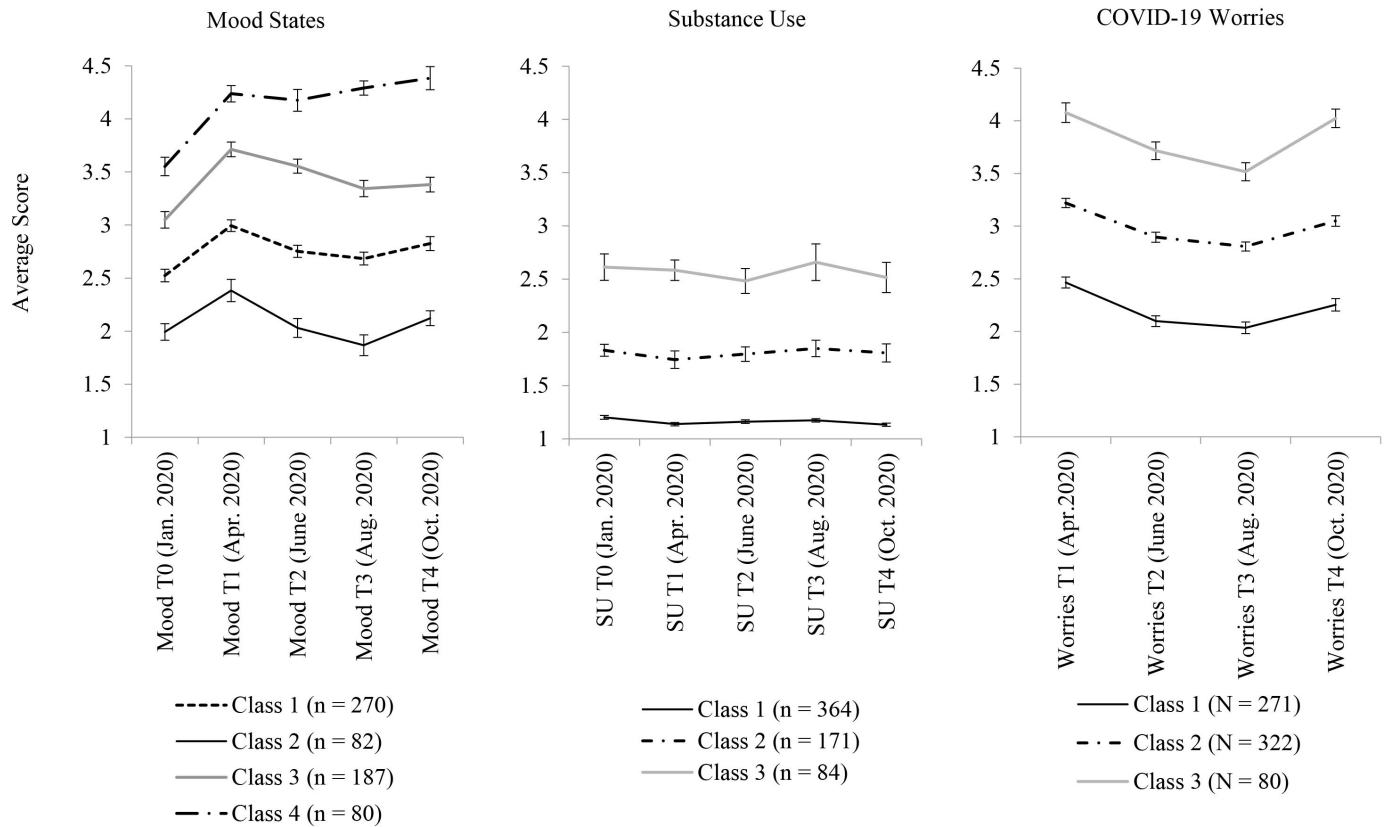 Mood States
Substance Use
COVID-19 Worries
Average Score
4.5
4
3.5
3
2.5
2
1.5
1
Mood T0 (Jan. 2020)
Mood T1 (Apr. 2020)
Mood T2 (June 2020)
Mood T3 (Aug. 2020)
Mood T4 (Oct. 2020)
Class 1 (n = 270)
Class 2 (n = 82)
Class 3 (n = 187)
Class 4 (n = 80)
4.5
4
3.5
3
2.5
2
1.5
1
SU T0 (Jan. 2020)
SU T1 (Apr. 2020)
SU T2 (June 2020)
SU T3 (Aug. 2020)
SU T4 (Oct. 2020)
Class 1 (n = 364)
Class 2 (n = 171)
Class 3 (n = 84)
4.5
4
3.5
3
2.5
2
1.5
1
Worries T1 (Apr.2020)
Worries T2 (June 2020)
Worries T3 (Aug. 2020)
Worries T4 (Oct. 2020)
Class 1 (N = 271)
Class 2 (N = 322)
Class 3 (N = 80)